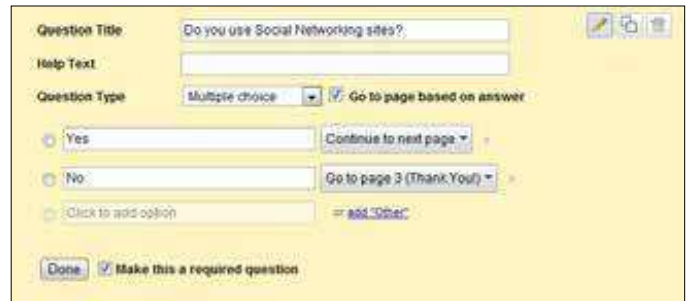 Question Title Do you use Social Networking sites?
Help Text
Question Type Multiple choice Go to page based on answer
Yes Continue to next page
No Go to page 3 (Thank You!)
Click to add option or add "Other"
Done Make this a required question